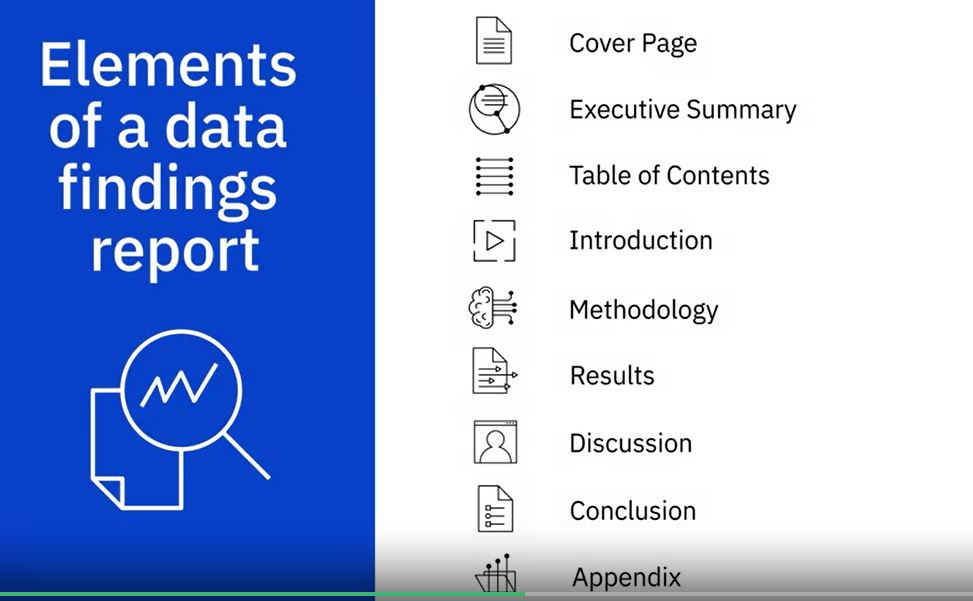 Elements
of a data
findings
report
Cover Page
Executive Summary
Table of Contents
Introduction
Methodology
Results
Discussion
Conclusion
Appendix